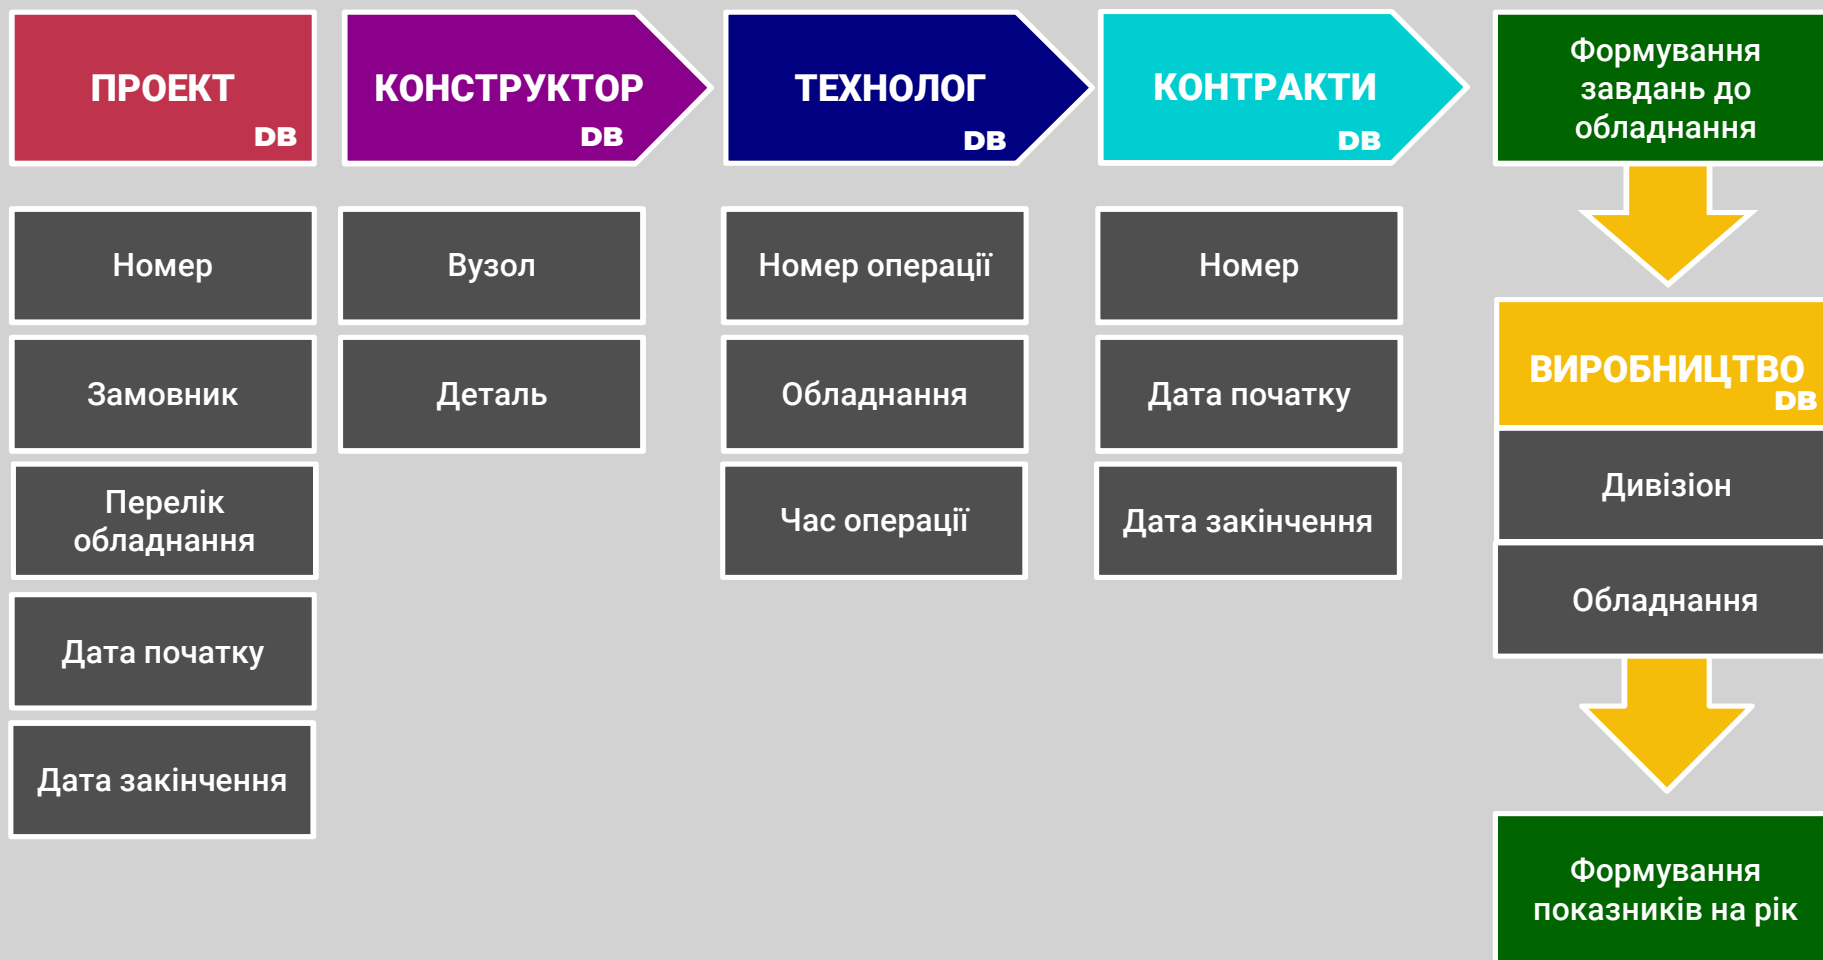 ПРОЕКТ
DB
Номер
Замовник
Перелік
обладнання
Дата початку
Дата закінчення
КОНСТРУКТОР
DB
Вузол
Деталь
ТЕХНОЛОГ
DB
Номер операції
Обладнання
Час операції
КОНТРАКТИ
DB
Номер
Дата початку
Дата закінчення
Формування
завдань до
обладнання
ВИРОБНИЦТВО
DB
Дивізіон
Обладнання
Формування
показників на рік